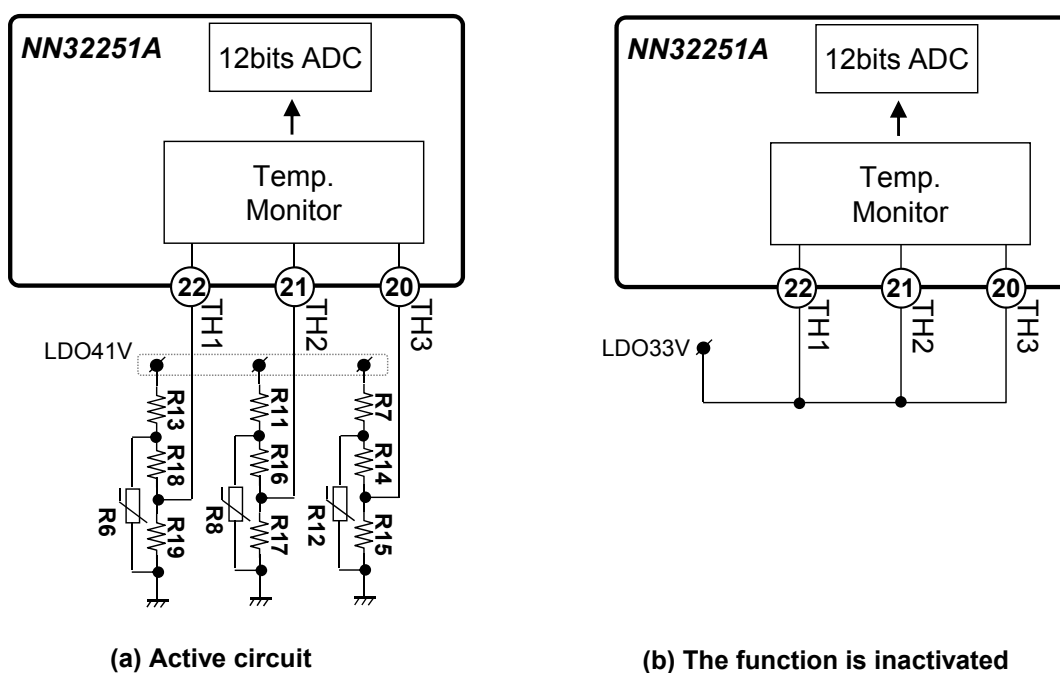 NN32251A
12bits ADC
Temp.
Monitor
22
21
20
TH1
TH2
TH3
LDO41V
R13
R11
R7
R18
R16
R14
R6
R8
R12
R19
R17
R15
(a) Active circuit
NN32251A
12bits ADC
Temp.
Monitor
22
21
20
TH1
TH2
TH3
LDO33V
(b) The function is inactivated